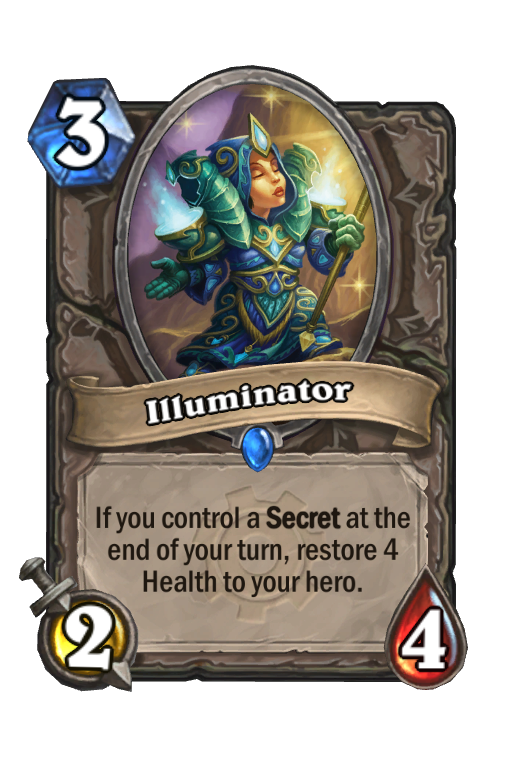 3
Illuminator
If you control a Secret at the
end of your turn, restore 4
Health to your hero.
2
4